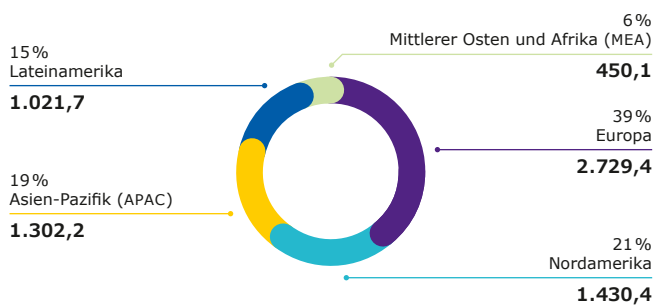 15 %
Lateinamerika
1.021,7
19 %
Asien-Pazifik (APAC)
1.302,2
6 %
Mittlerer Osten und Afrika (MEA)
450,1
39 %
Europa
2.729,4
21 %
Nordamerika
1.430,4